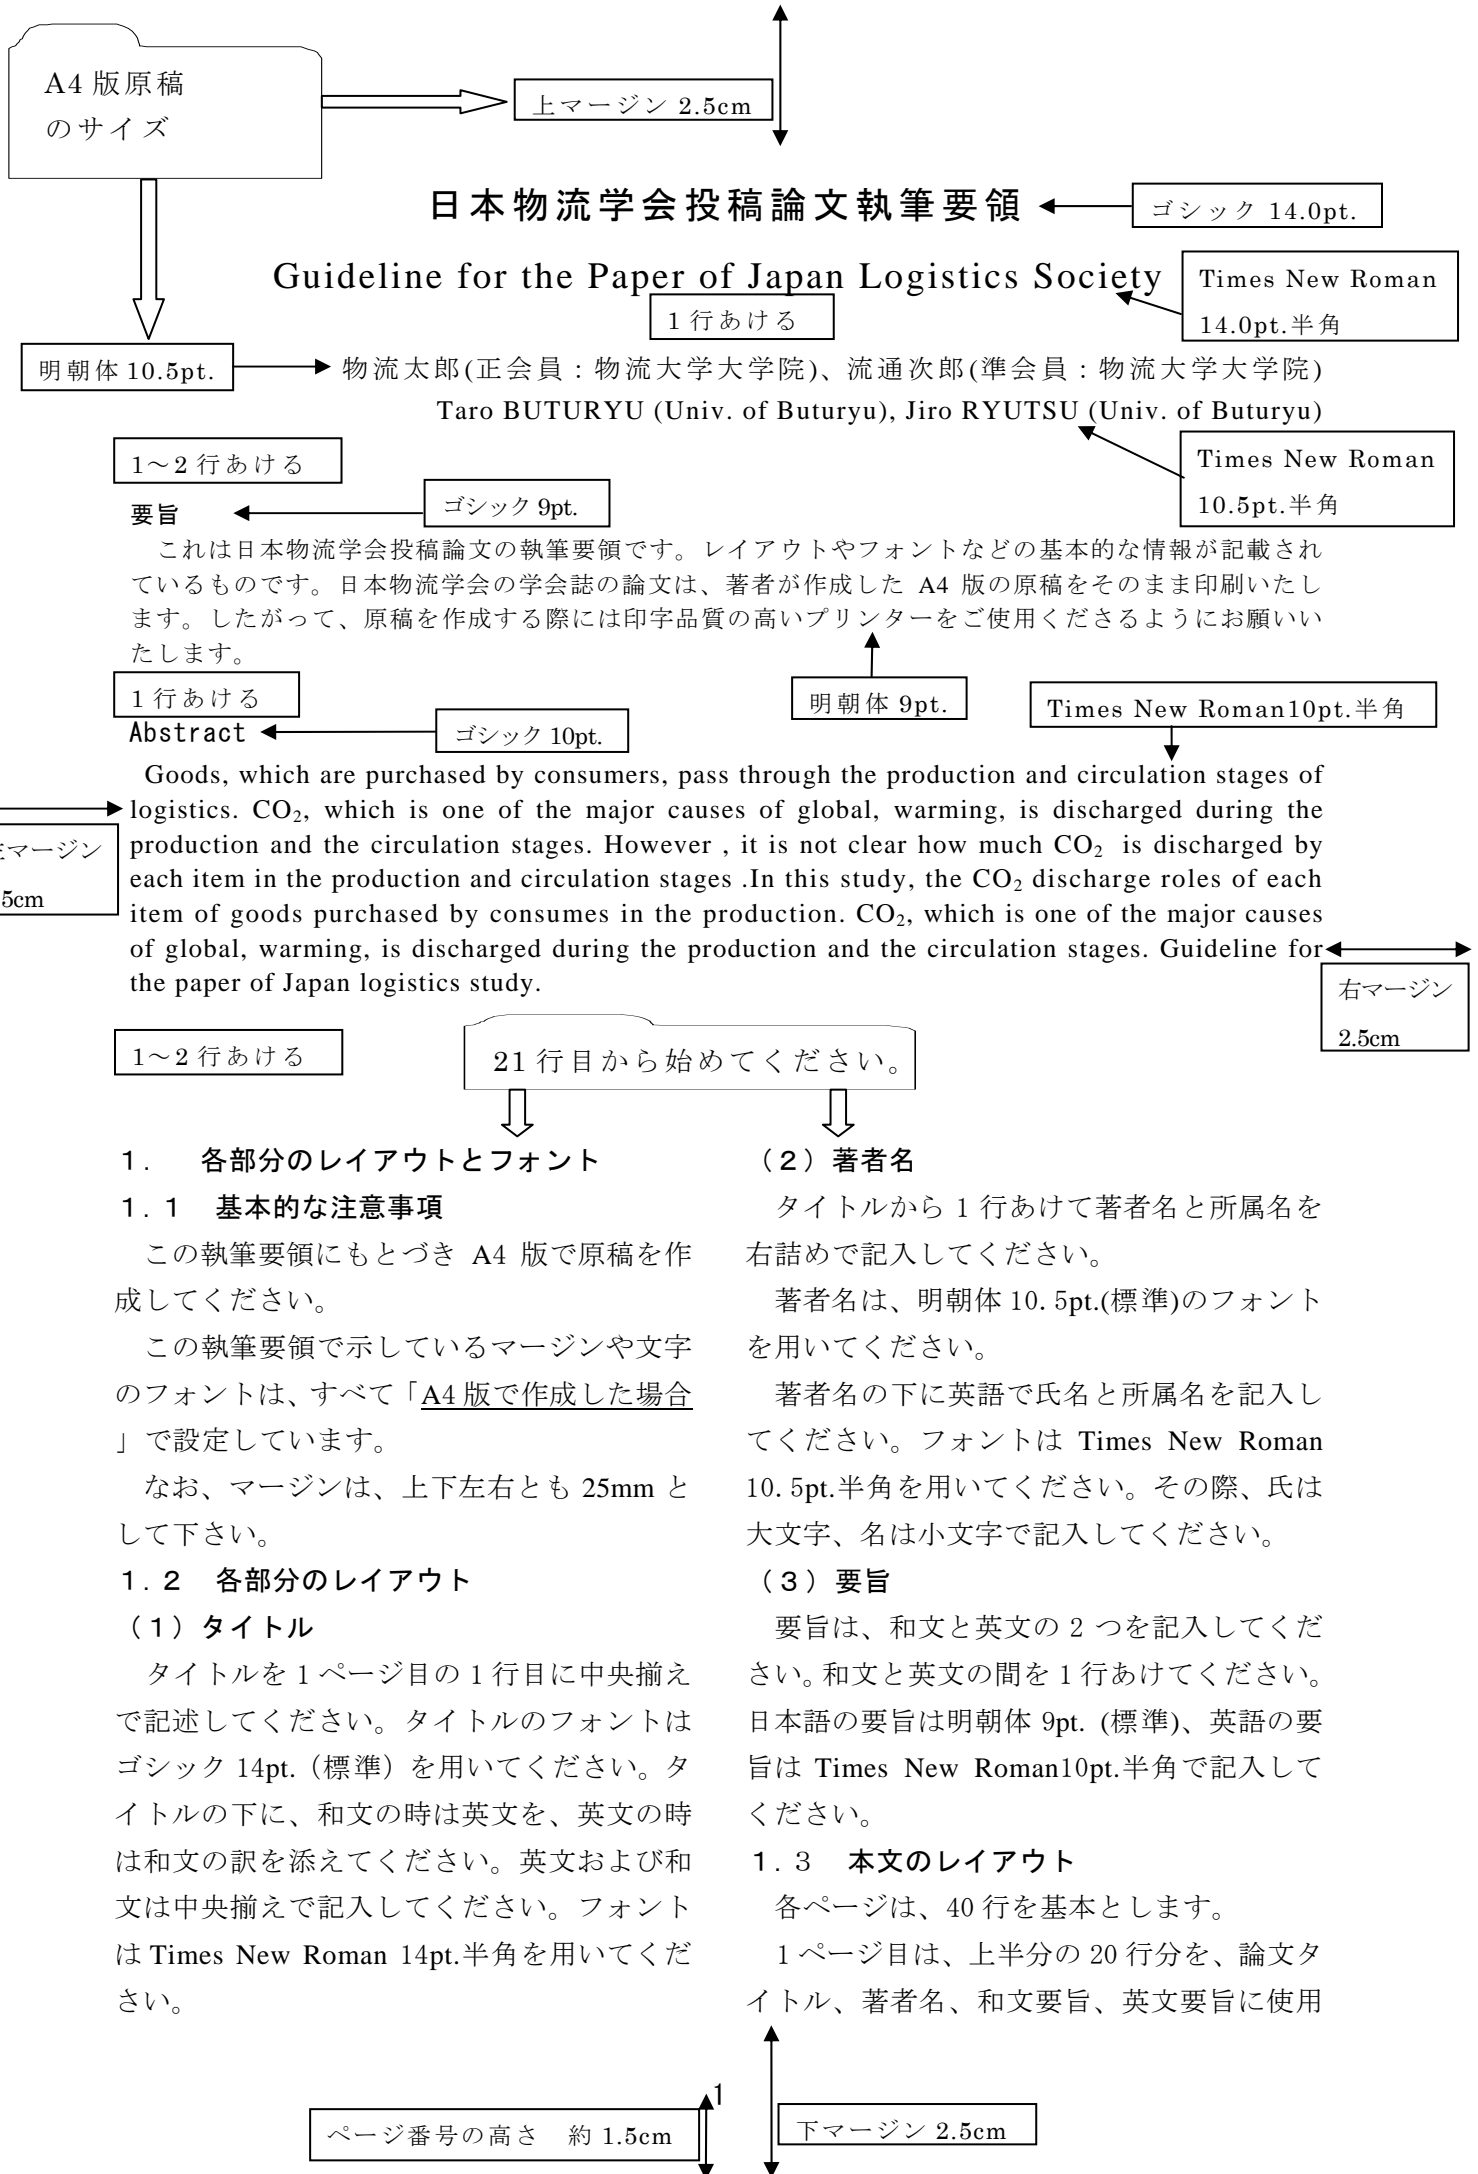 A4 版原稿
のサイズ
上マージン 2.5cm
日本物流学会投稿論文執筆要領
ゴシック 14.0pt.
Guideline for the Paper of Japan Logistics Society
Times New Roman
14.0pt.半角
1 行あける
明朝体 10.5pt.
物流太郎(正会員：物流大学大学院)、流通次郎(準会員：物流大学大学院)
Taro BUTURYU (Univ. of Buturyu), Jiro RYUTSU (Univ. of Buturyu)
Times New Roman
10.5pt.半角
1～2 行あける
要旨
ゴシック 9pt.
これは日本物流学会投稿論文の執筆要領です。レイアウトやフォントなどの基本的な情報が記載され
ているものです。日本物流学会の学会誌の論文は、著者が作成した A4 版の原稿をそのまま印刷いたし
ます。したがって、原稿を作成する際には印字品質の高いプリンターをご使用くださるようにお願いい
たします。
1 行あける
明朝体 9pt.
Times New Roman10pt.半角
Abstract
ゴシック 10pt.
Goods, which are purchased by consumers, pass through the production and circulation stages of
logistics. CO₂, which is one of the major causes of global, warming, is discharged during the
production and the circulation stages. However , it is not clear how much CO₂ is discharged by
each item in the production and circulation stages .In this study, the CO₂ discharge roles of each
item of goods purchased by consumes in the production. CO₂, which is one of the major causes
of global, warming, is discharged during the production and the circulation stages. Guideline for
the paper of Japan logistics study.
マージン
5cm
右マージン
2.5cm
1～2 行あける
21 行目から始めてください。
１.　各部分のレイアウトとフォント
１.１　基本的な注意事項
この執筆要領にもとづき A4 版で原稿を作
成してください。
この執筆要領で示しているマージンや文字
のフォントは、すべて「A4 版で作成した場合
」で設定しています。
なお、マージンは、上下左右とも 25mm と
して下さい。
１.２　各部分のレイアウト
（１）タイトル
タイトルを 1 ページ目の 1 行目に中央揃え
で記述してください。タイトルのフォントは
ゴシック 14pt.（標準）を用いてください。タ
イトルの下に、和文の時は英文を、英文の時
は和文の訳を添えてください。英文および和
文は中央揃えで記入してください。フォント
は Times New Roman 14pt.半角を用いてくだ
さい。
（２）著者名
タイトルから 1 行あけて著者名と所属名を
右詰めで記入してください。
著者名は、明朝体 10.5pt.(標準)のフォント
を用いてください。
著者名の下に英語で氏名と所属名を記入し
てください。フォントは Times New Roman
10.5pt.半角を用いてください。その際、氏は
大文字、名は小文字で記入してください。
（３）要旨
要旨は、和文と英文の 2 つを記入してくだ
さい。和文と英文の間を 1 行あけてください。
日本語の要旨は明朝体 9pt. (標準)、英語の要
旨は Times New Roman10pt.半角で記入して
ください。
１.３　本文のレイアウト
各ページは、40 行を基本とします。
1 ページ目は、上半分の 20 行分を、論文タ
イトル、著者名、和文要旨、英文要旨に使用
1
ページ番号の高さ　約 1.5cm
下マージン 2.5cm